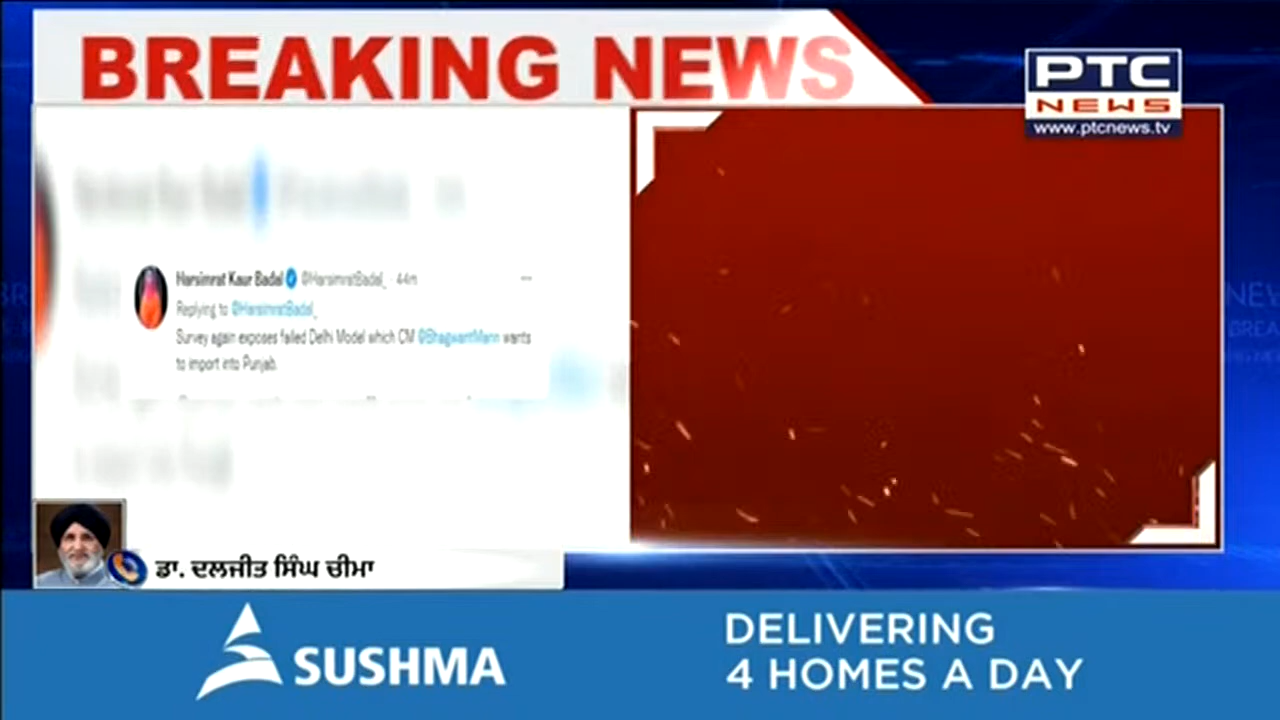 BREAKING NEWS
PTC
NEWS
www.ptcnews.tv
Harsimrat Kaur Badal @HarsimratBadal_ · 44m
Replying to @HarsimratBadal_
Survey again exposes failed Delhi Model which CM @BhagwantMann wants
to import into Punjab.
ਡਾ. ਦਲਜੀਤ ਸਿੰਘ ਚੀਮਾ
SUSHMA
DELIVERING
4 HOMES A DAY